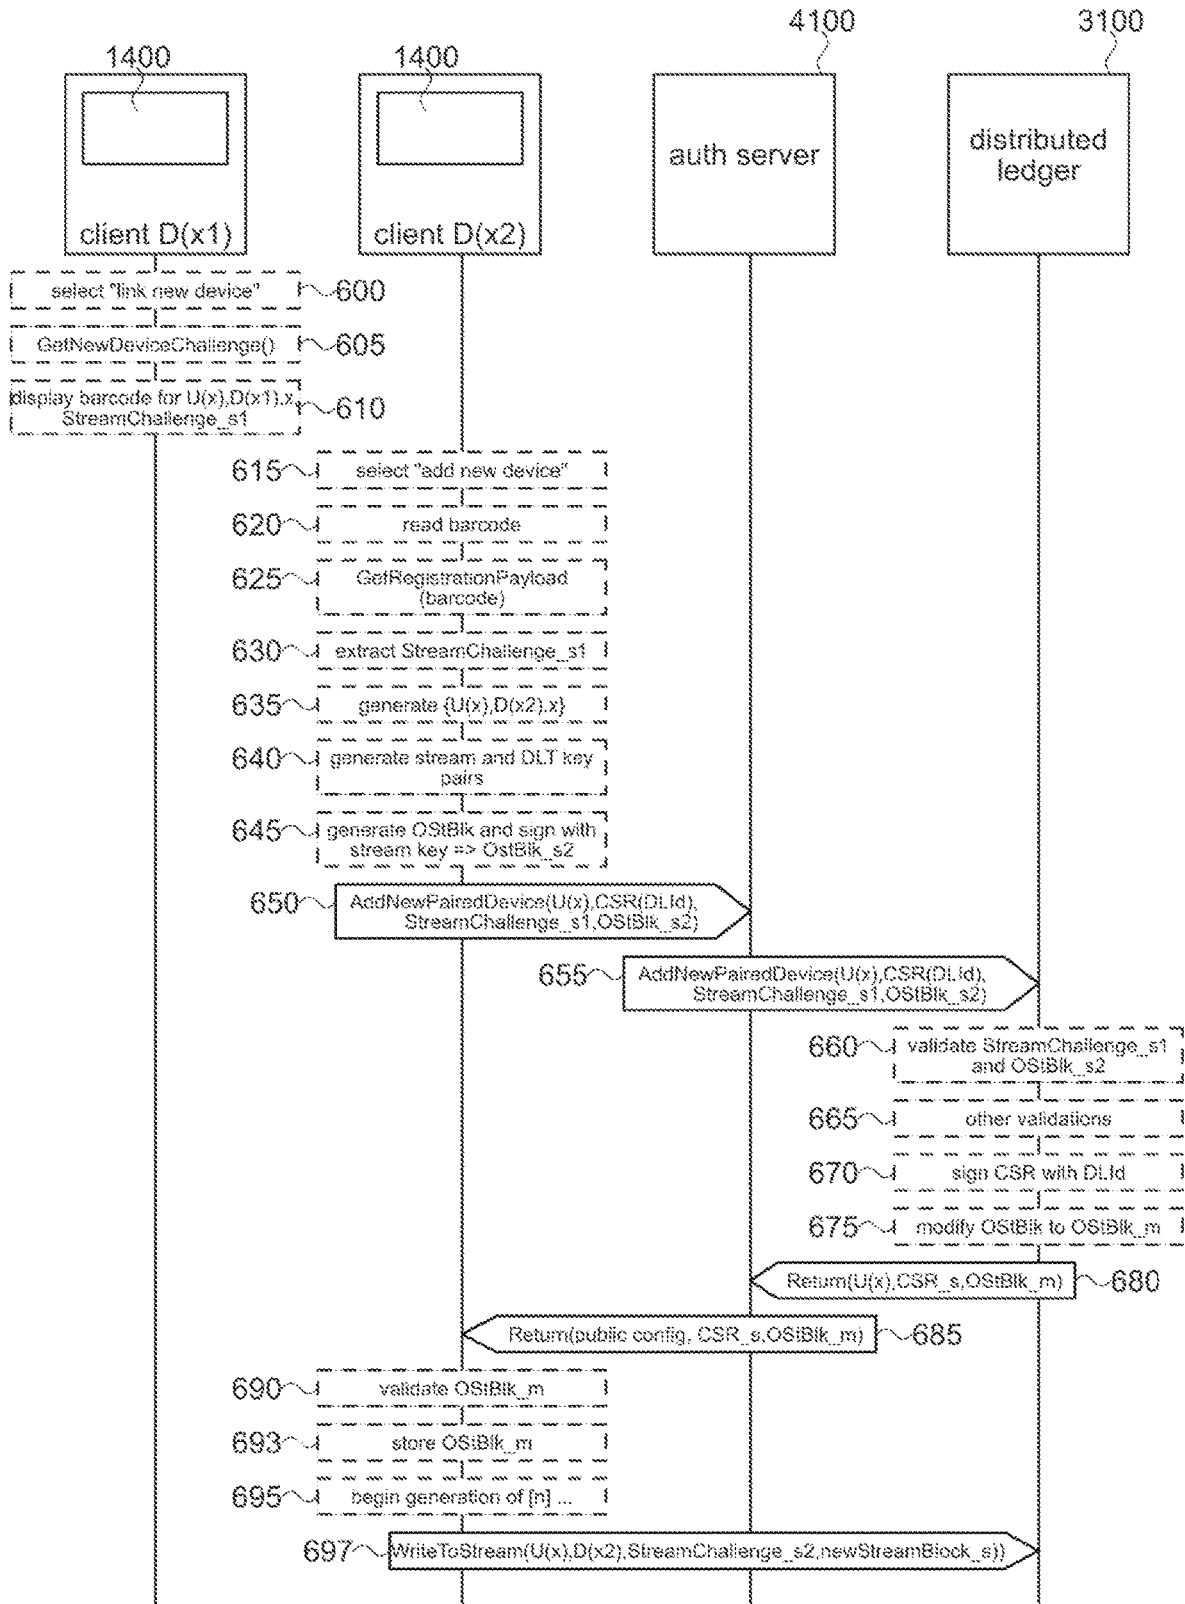 4100
3100
1400
1400
auth server
distributed
ledger
client D(x1)
client D(x2)
select "link new device"
600
GetNewDeviceChallenge()
605
display barcode for U(x),D(x1).x,
StreamChallenge_s1
610
615
select "add new device"
620
read barcode
625
GetRegistrationPayload
(barcode)
630
extract StreamChallenge_s1
635
generate {U(x),D(x2).x}
640
generate stream and DLT key
pairs
645
generate OStBlk and sign with
stream key => OstBlk_s2
650
AddNewPairedDevice(U(x),CSR(DLId),
StreamChallenge_s1,OStBlk_s2)
655
AddNewPairedDevice(U(x),CSR(DLId),
StreamChallenge_s1,OStBlk_s2)
660
validate StreamChallenge_s1
and OStBlk_s2
665
other validations
670
sign CSR with DLId
675
modify OStBlk to OStBlk_m
Return(U(x),CSR_s,OStBlk_m)
680
Return(public config, CSR_s,OStBlk_m)
685
690
validate OStBlk_m
693
store OStBlk_m
695
begin generation of [n] ...
697
WriteToStream(U(x),D(x2),StreamChallenge_s2,newStreamBlock_s))